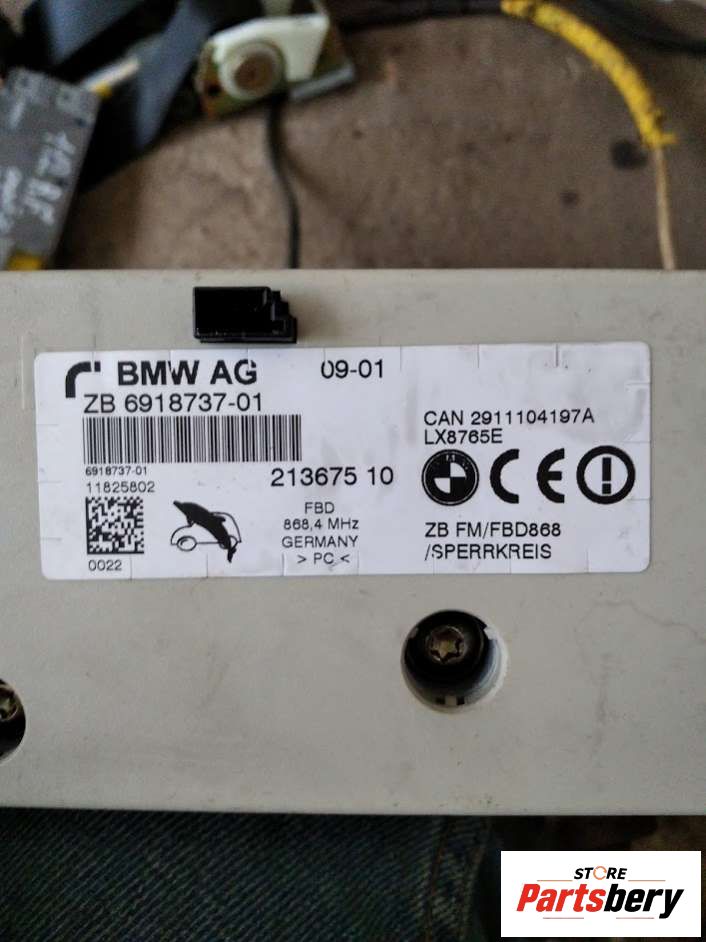 BMW AG 09-01
ZB 6918737-01
CAN 2911104197A
LX8765E
6918737-01
11825802
213675 10
CE
FBD
868,4 MHz
GERMANY
> PC <
ZB FM/FBD868
/SPERRKREIS
0022
STORE
Partsbery